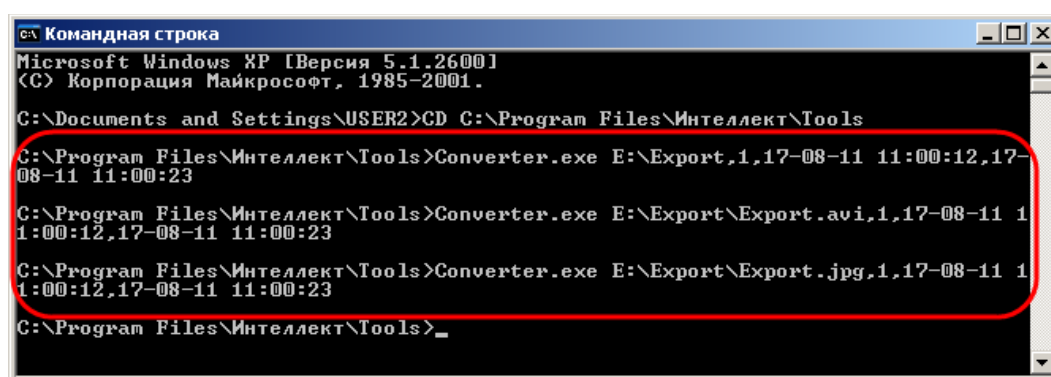 Командная строка
Microsoft Windows XP [Версия 5.1.2600]
(С) Корпорация Майкрософт, 1985-2001.
C:\Documents and Settings\USER2>CD C:\Program Files\Интеллект\Tools
C:\Program Files\Интеллект\Tools>Converter.exe E:\Export,1,17-08-11 11:00:12,17-
08-11 11:00:23
C:\Program Files\Интеллект\Tools>Converter.exe E:\Export\Export.avi,1,17-08-11 1
1:00:12,17-08-11 11:00:23
C:\Program Files\Интеллект\Tools>Converter.exe E:\Export\Export.jpg,1,17-08-11 1
1:00:12,17-08-11 11:00:23
C:\Program Files\Интеллект\Tools>_